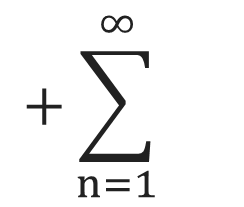 ∞
+ ∑
n=1